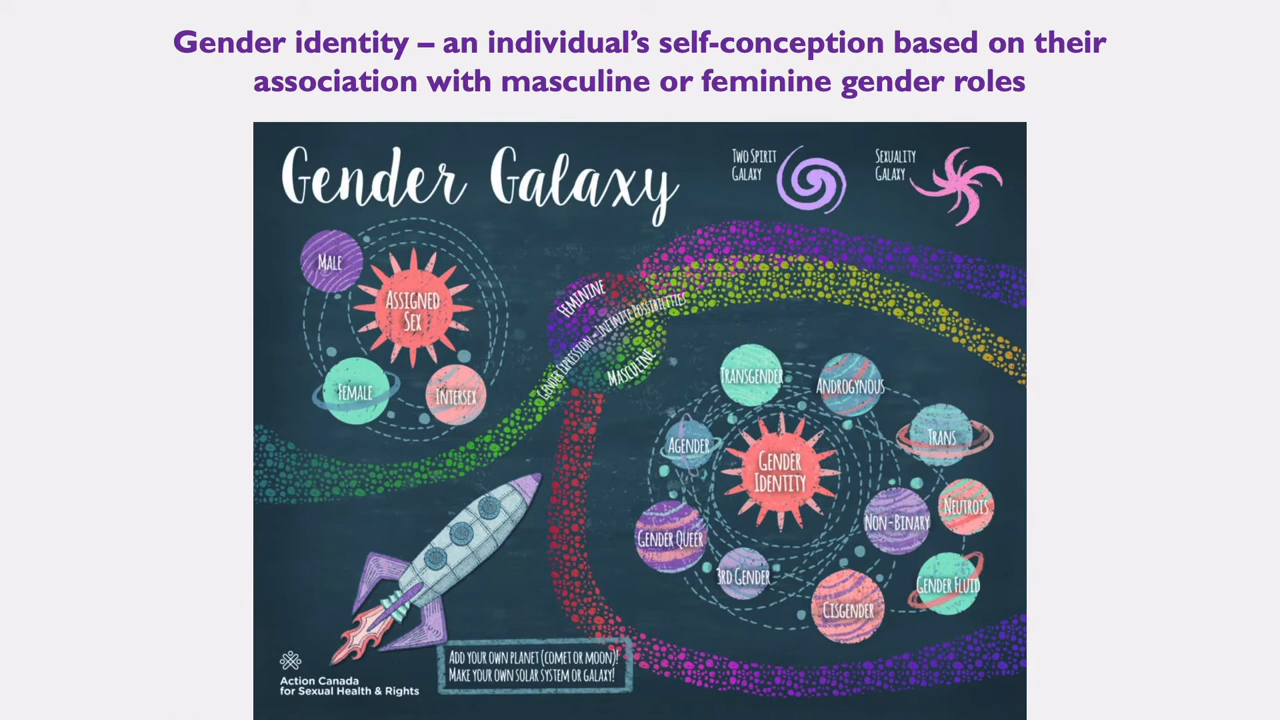 Gender identity – an individual's self-conception based on their
association with masculine or feminine gender roles
Gender Galaxy
TWO SPIRIT
GALAXY
SEXUALITY
GALAXY
MALE
ASSIGNED
SEX
FEMALE
INTERSEX
FEMININE
GENDER EXPRESSION = INFINITE POSSIBILITIES
MASCULINE
TRANSGENDER
ANDROGYNOUS
AGENDER
TRANS
GENDER
IDENTITY
NEUTROIS
NON-BINARY
GENDER QUEER
3RD GENDER
GENDER FLUID
CISGENDER
ADD YOUR OWN PLANET (COMET OR MOON)!
MAKE YOUR OWN SOLAR SYSTEM OR GALAXY!
Action Canada
for Sexual Health & Rights